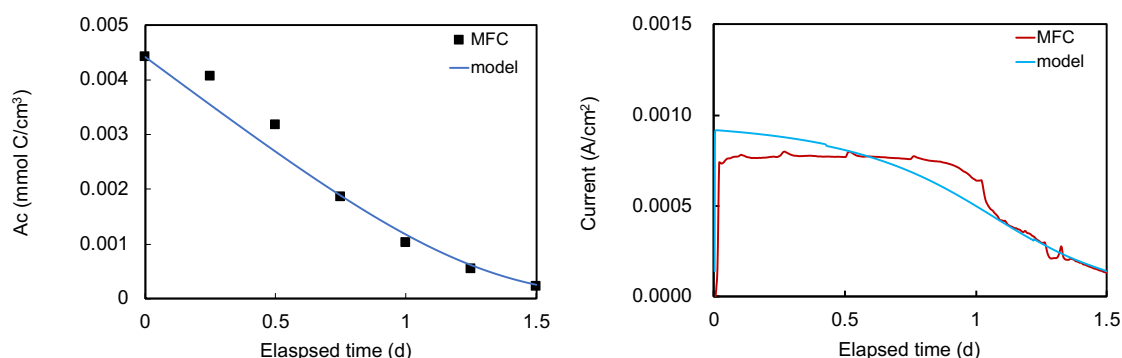 0.005
0.004
0.003
0.002
0.001
0
Ac (mmol C/cm³)
MFC
model
0
0.5
1
1.5
Elaspsed time (d)
0.0015
0.0010
0.0005
0.0000
Current (A/cm²)
MFC
model
0
0.5
1
1.5
Elapsed time (d)